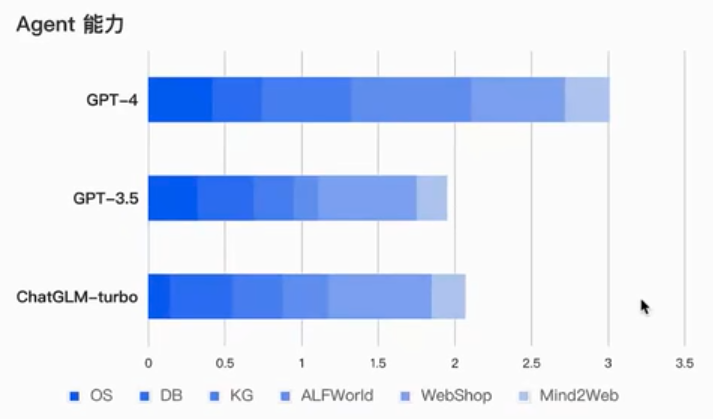 Agent 能力
GPT-4
GPT-3.5
ChatGLM-turbo
0 0.5 1 1.5 2 2.5 3 3.5
OS DB KG ALFWorld WebShop Mind2Web